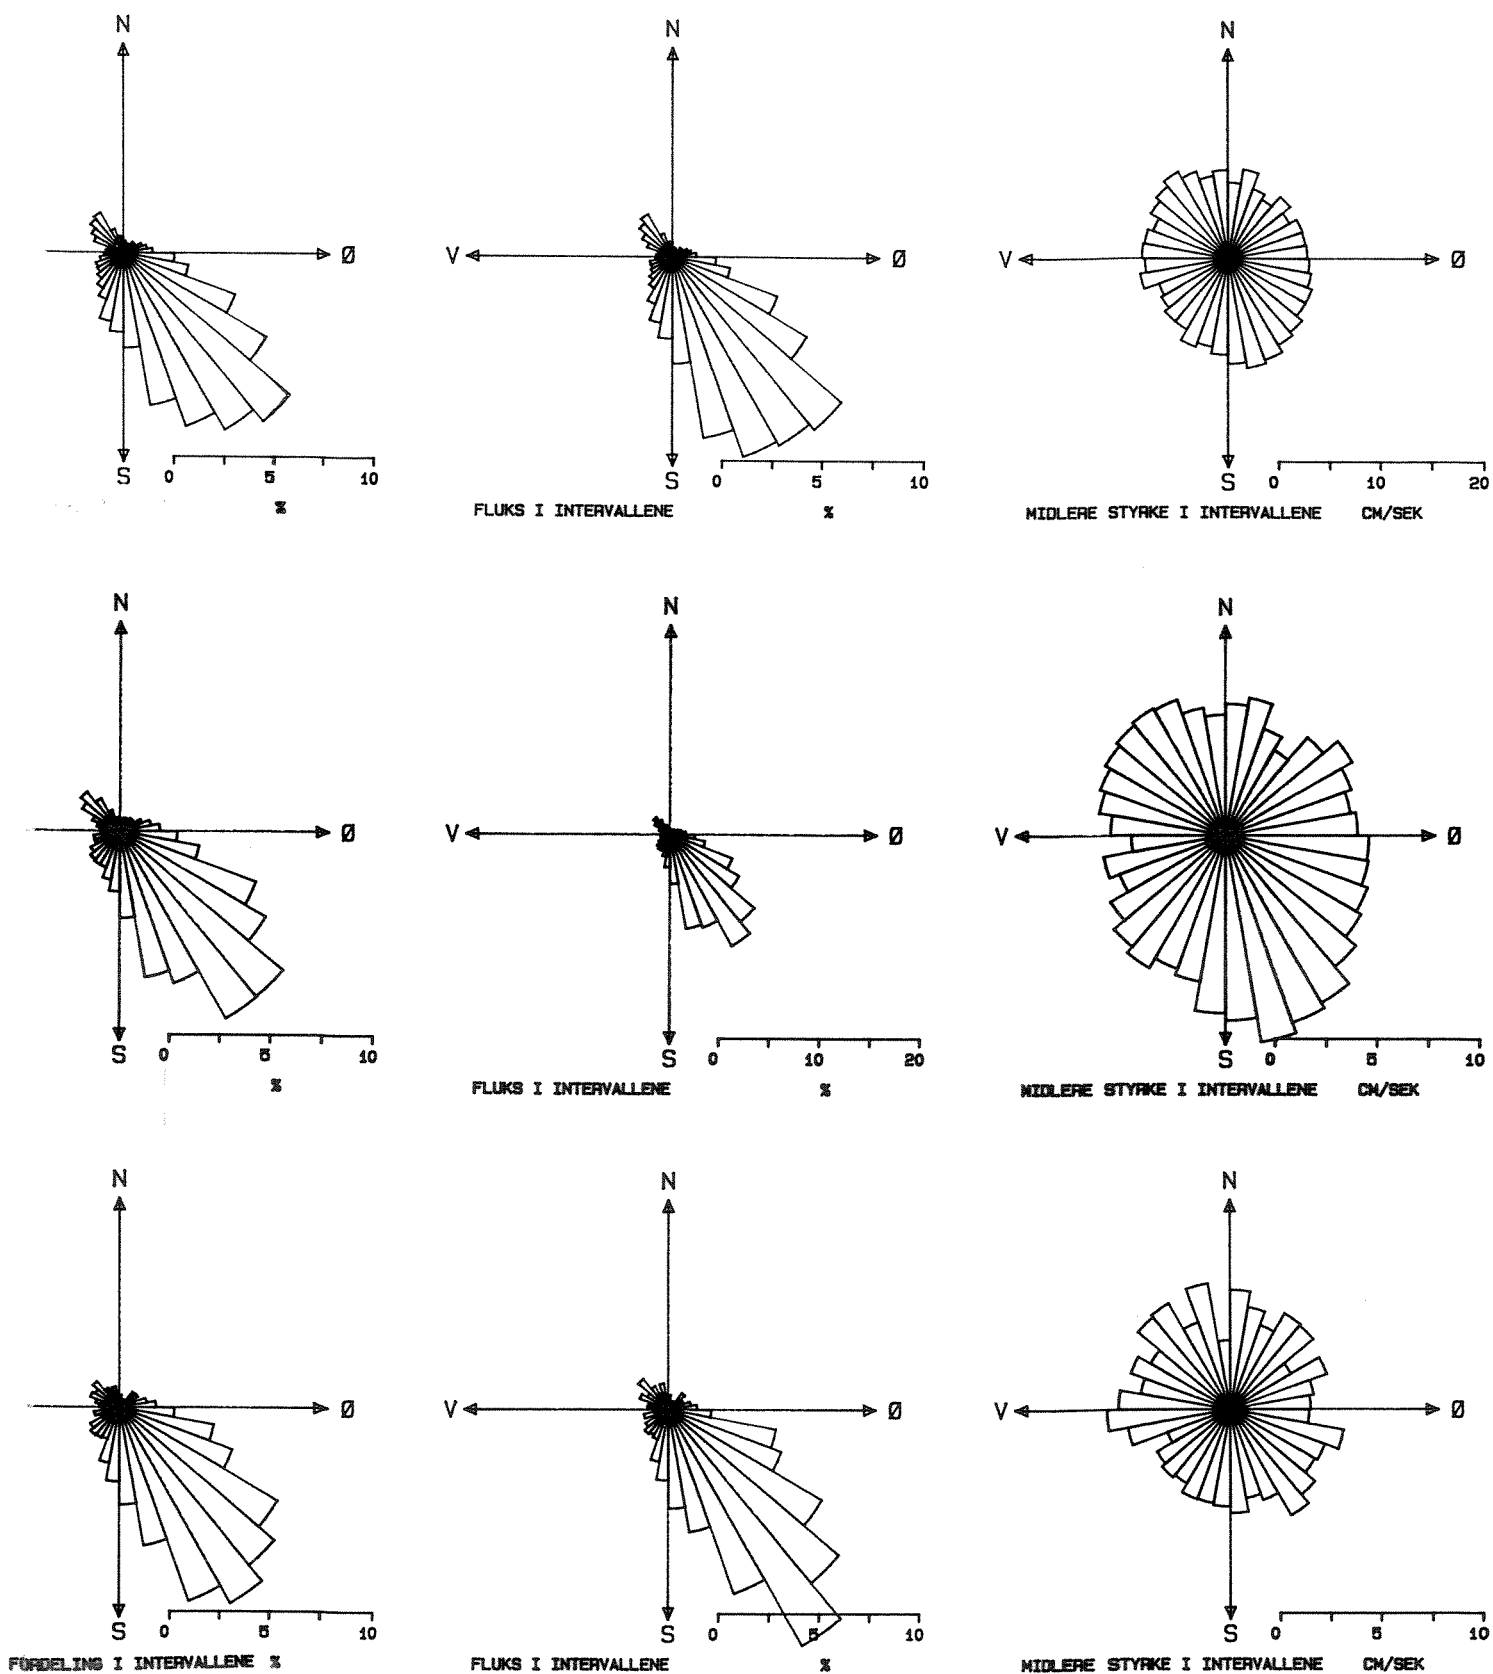 N N N
Ø V Ø V Ø
S 0 5 10 S 0 5 10 S 0 10 20
% FLUKS I INTERVALLENE % MIDLERE STYRKE I INTERVALLENE CM/SEK
N N N
Ø V Ø V Ø
S 0 5 10 S 0 10 20 S 0 5 10
% FLUKS I INTERVALLENE % MIDLERE STYRKE I INTERVALLENE CM/SEK
N N N
Ø V Ø V Ø
S 0 5 10 S 0 5 10 S 0 5 10
FORDELING I INTERVALLENE % FLUKS I INTERVALLENE % MIDLERE STYRKE I INTERVALLENE CM/SEK